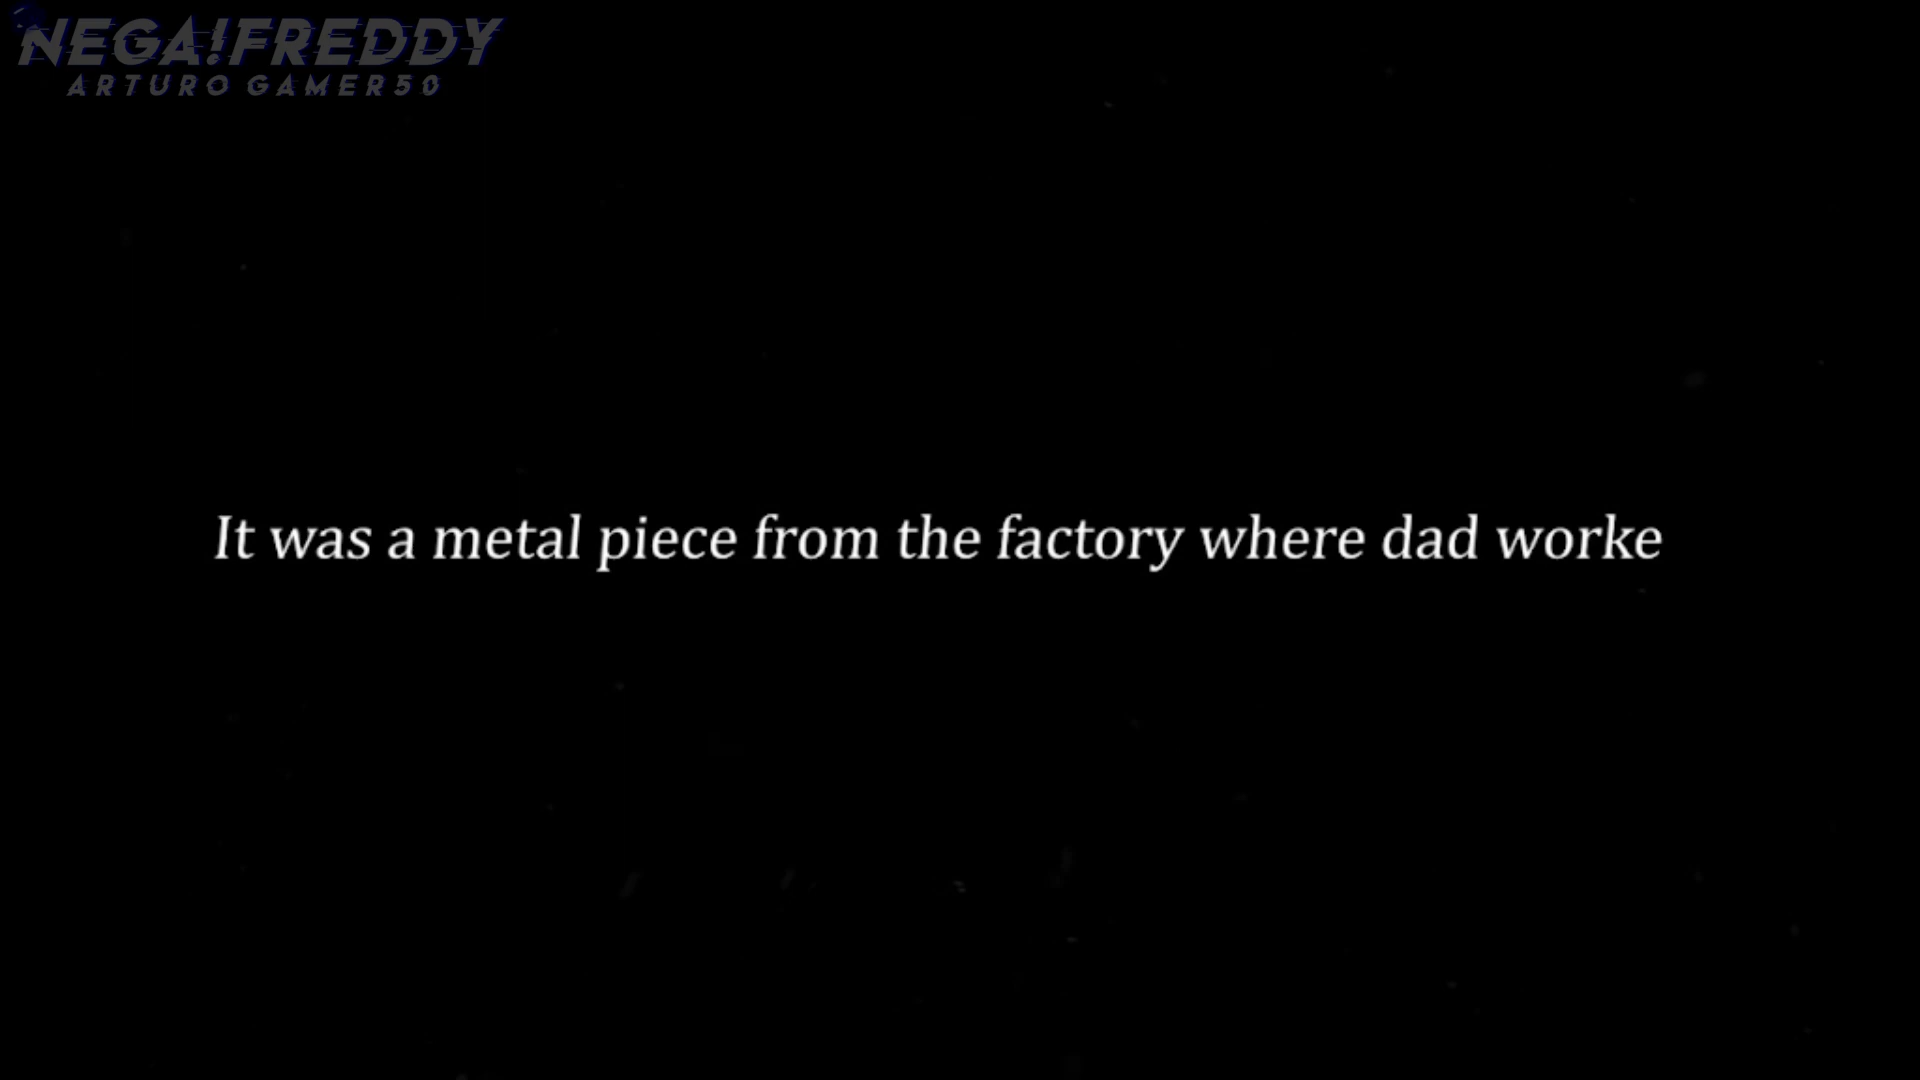 NEGA!FREDDY
ARTURO GAMER50
It was a metal piece from the factory where dad worke